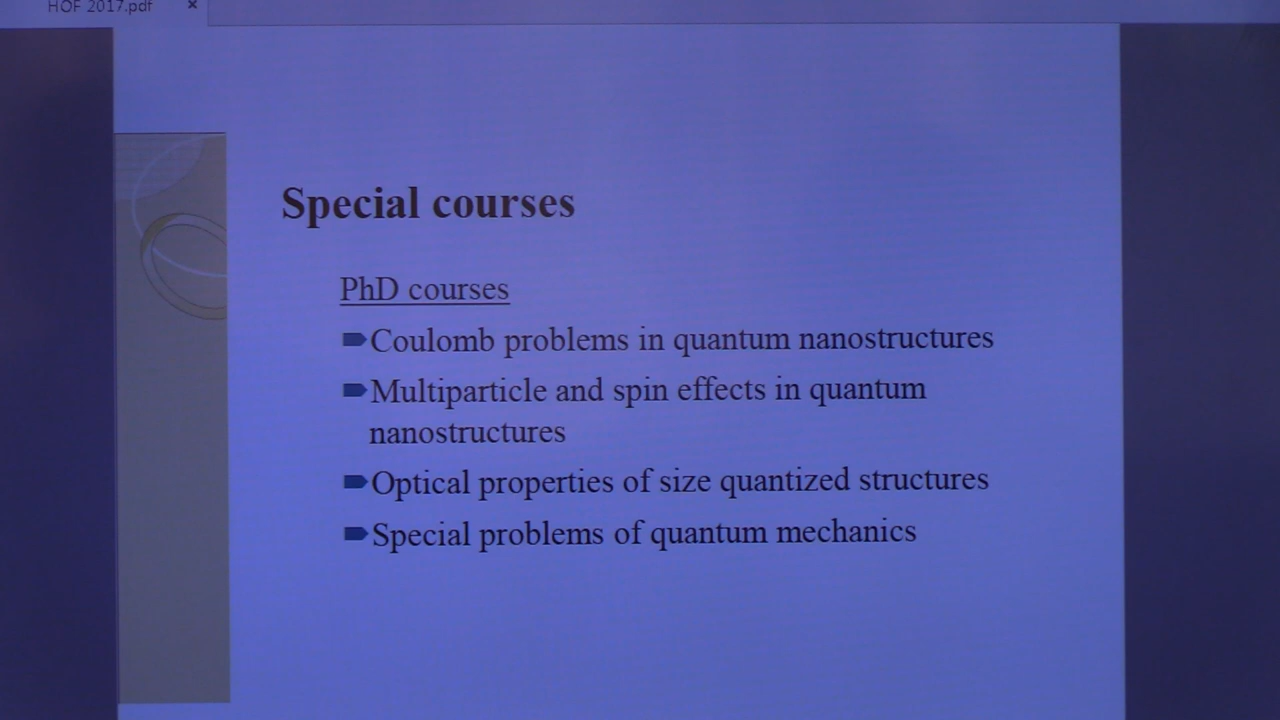 HOF 2017.pdf ×
Special courses
PhD courses
Coulomb problems in quantum nanostructures
Multiparticle and spin effects in quantum
nanostructures
Optical properties of size quantized structures
Special problems of quantum mechanics